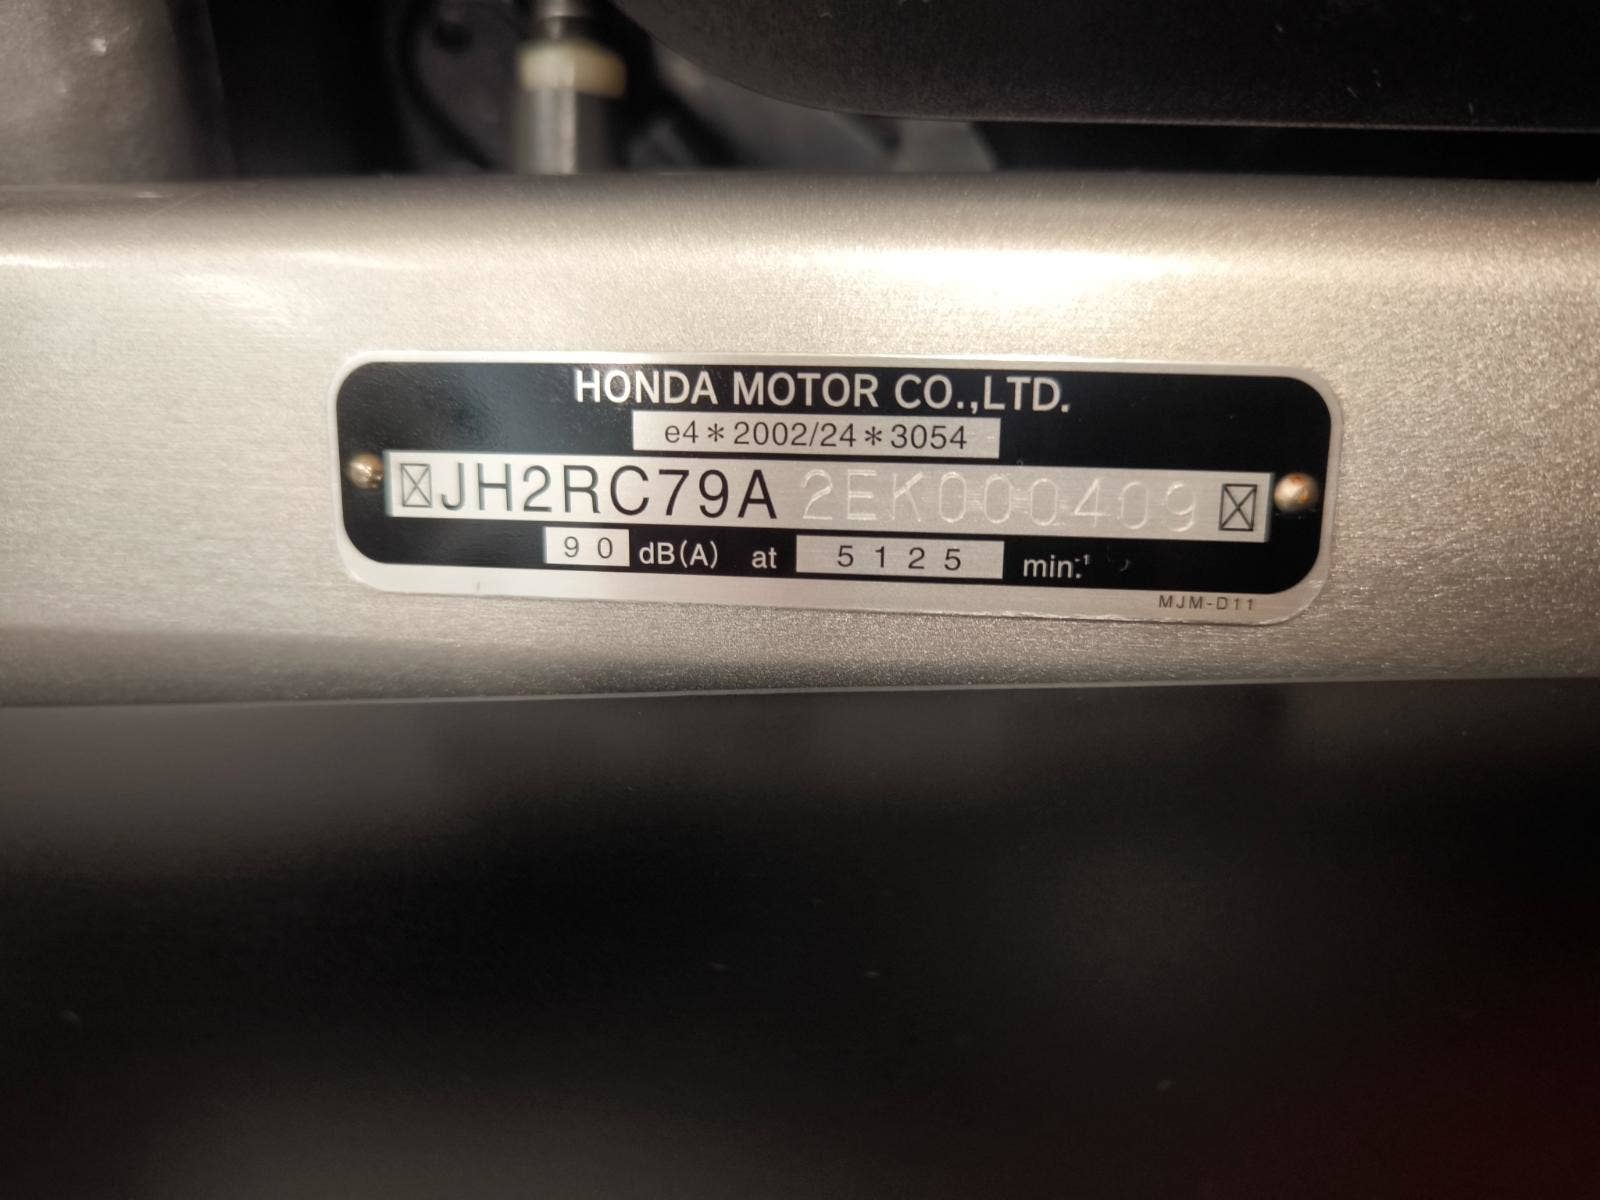 HONDA MOTOR CO.,LTD.
e4*2002/24*3054
JH2RC79A 2EK000409
90 dB(A) at 5125 min:¹
MJM-D11